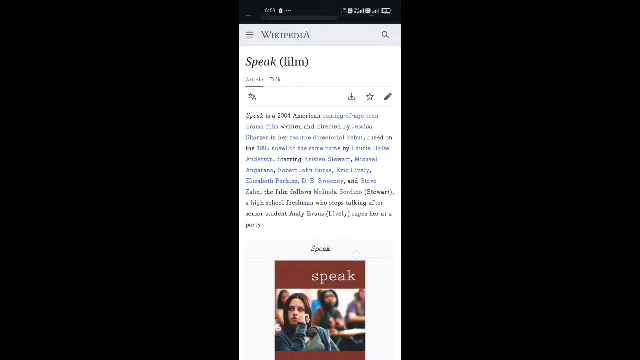 6:53
WIKIPEDIA
Speak (film)
Article Talk
Speak is a 2004 American coming-of-age teen
drama film written and directed by Jessica
Sharzer in her feature directorial debut, based on
the 1999 novel of the same name by Laurie Halse
Anderson. Starring Kristen Stewart, Michael
Angarano, Robert John Burke, Eric Lively,
Elizabeth Perkins, D. B. Sweeney, and Steve
Zahn, the film follows Melinda Sordino (Stewart),
a high school freshman who stops talking after
senior student Andy Evans (Lively) rapes her at a
party.
Speak
speak